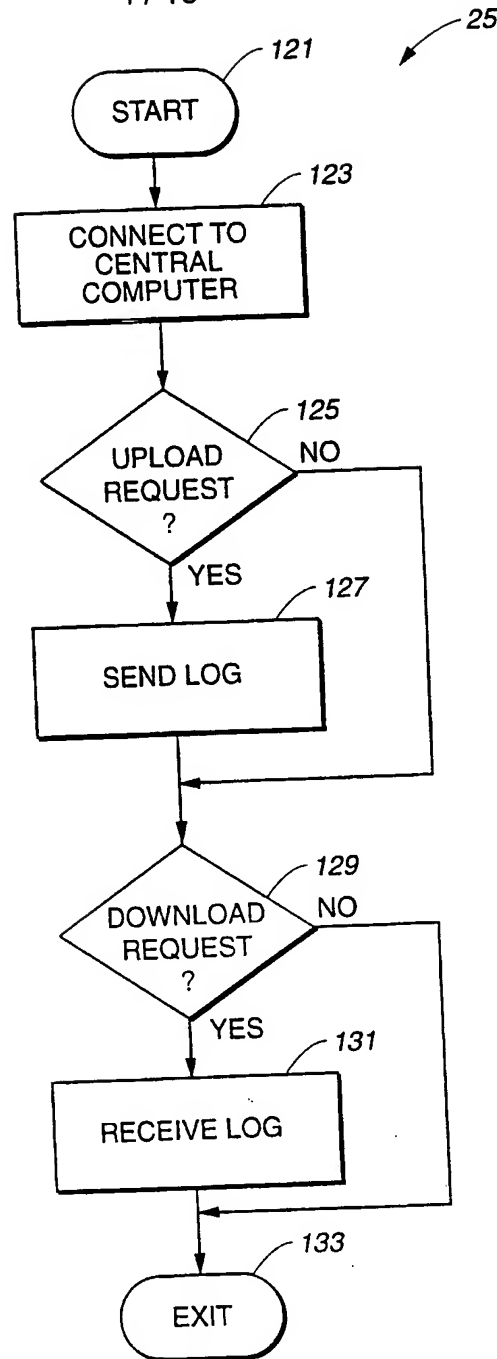 25
121
START
123
CONNECT TO
CENTRAL
COMPUTER
125
UPLOAD
REQUEST
?
NO
YES
127
SEND LOG
129
DOWNLOAD
REQUEST
?
NO
YES
131
RECEIVE LOG
133
EXIT